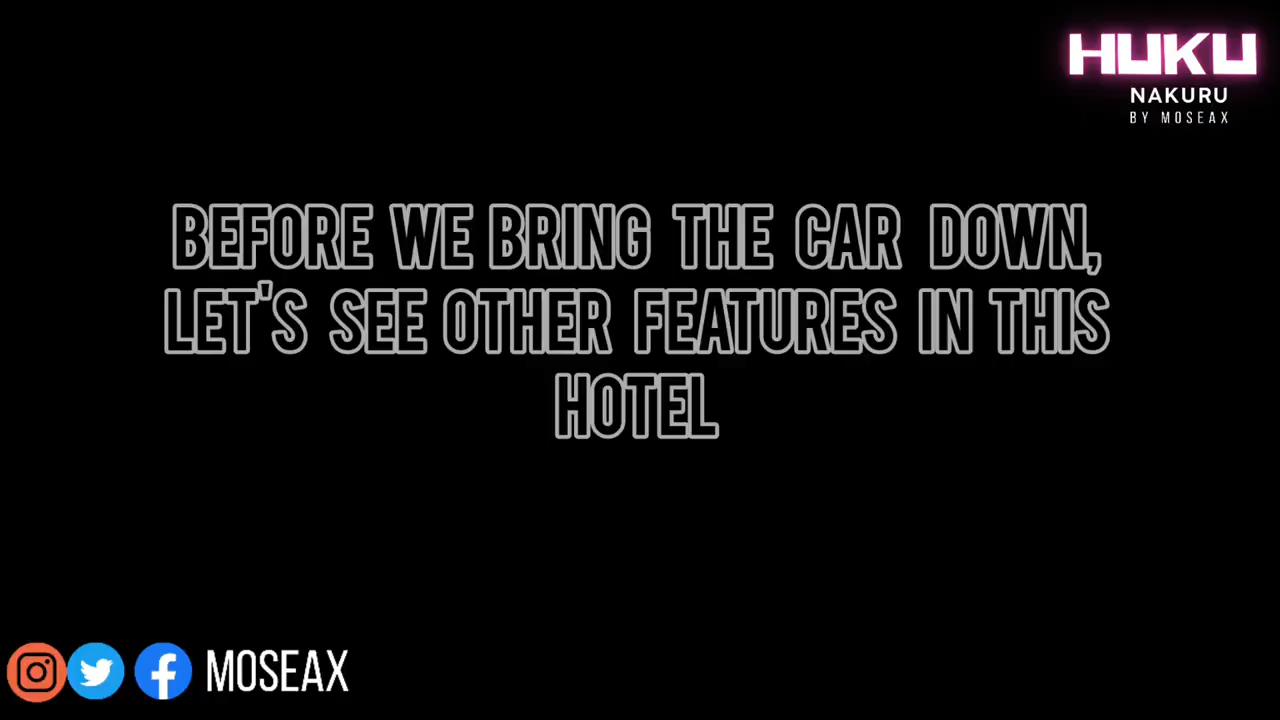 HUKU
NAKURU
BY MOSEAX
BEFORE WE BRING THE CAR DOWN,
LET'S SEE OTHER FEATURES IN THIS
HOTEL
MOSEAX